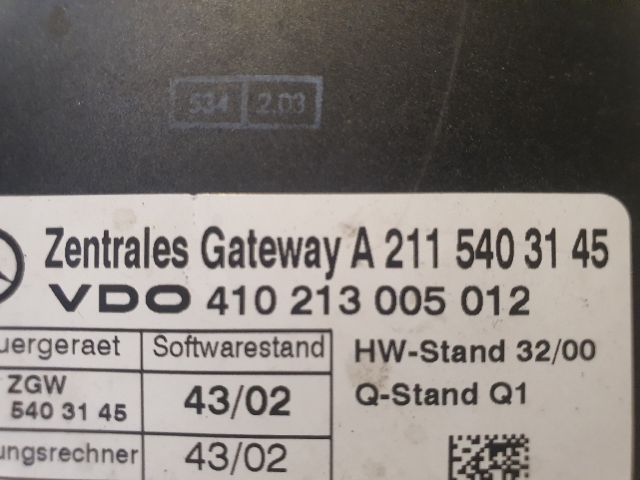 534 2.03
Zentrales Gateway A 211 540 31 45
VDO 410 213 005 012
uergeraet Softwarestand HW-Stand 32/00
ZGW
540 31 45 43/02 Q-Stand Q1
ungsrechner 43/02